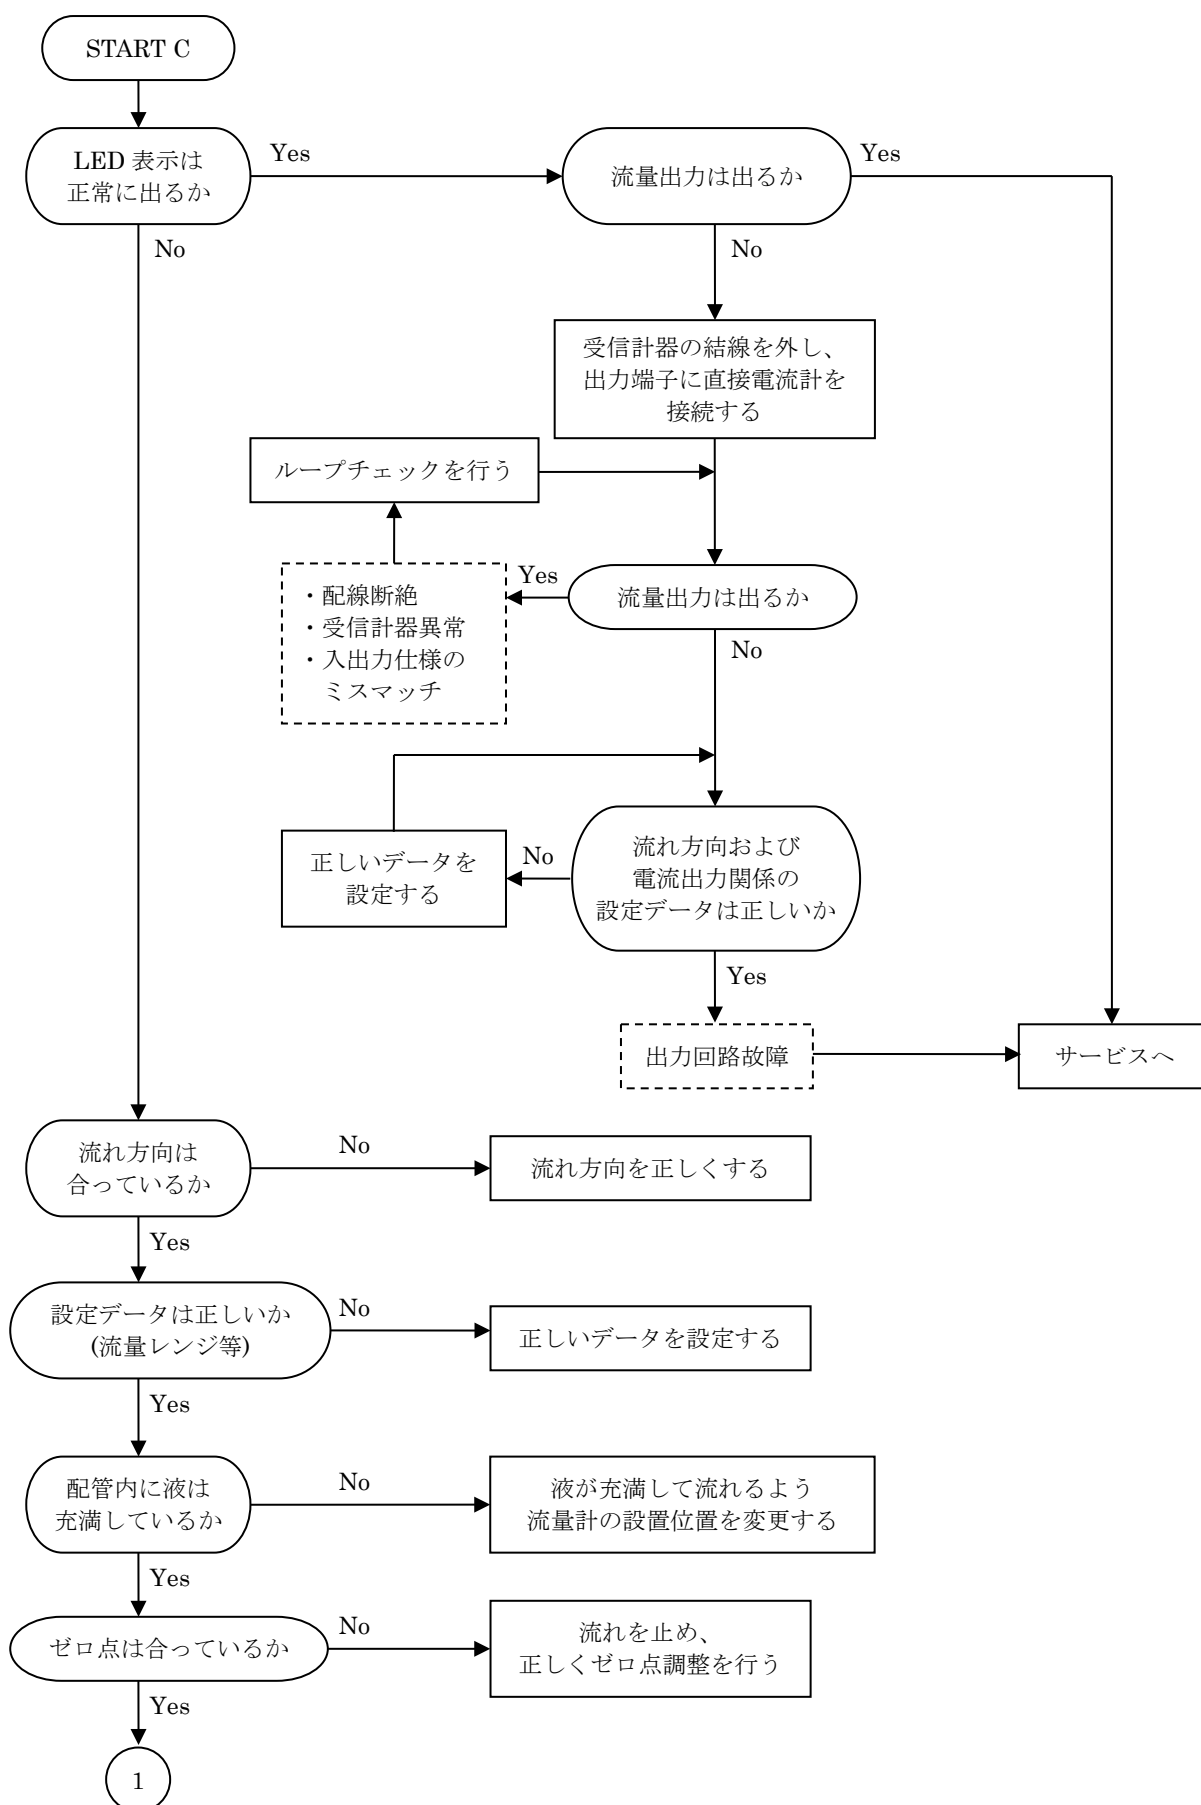 START C
LED 表示は
正常に出るか
Yes
流量出力は出るか
Yes
No
No
受信計器の結線を外し、
出力端子に直接電流計を
接続する
ループチェックを行う
・配線断絶
・受信計器異常
・入出力仕様の
ミスマッチ
Yes
流量出力は出るか
No
正しいデータを
設定する
No
流れ方向および
電流出力関係の
設定データは正しいか
Yes
出力回路故障
サービスへ
流れ方向は
合っているか
No
流れ方向を正しくする
Yes
設定データは正しいか
(流量レンジ等)
No
正しいデータを設定する
Yes
配管内に液は
充満しているか
No
液が充満して流れるよう
流量計の設置位置を変更する
Yes
ゼロ点は合っているか
No
流れを止め、
正しくゼロ点調整を行う
Yes
1